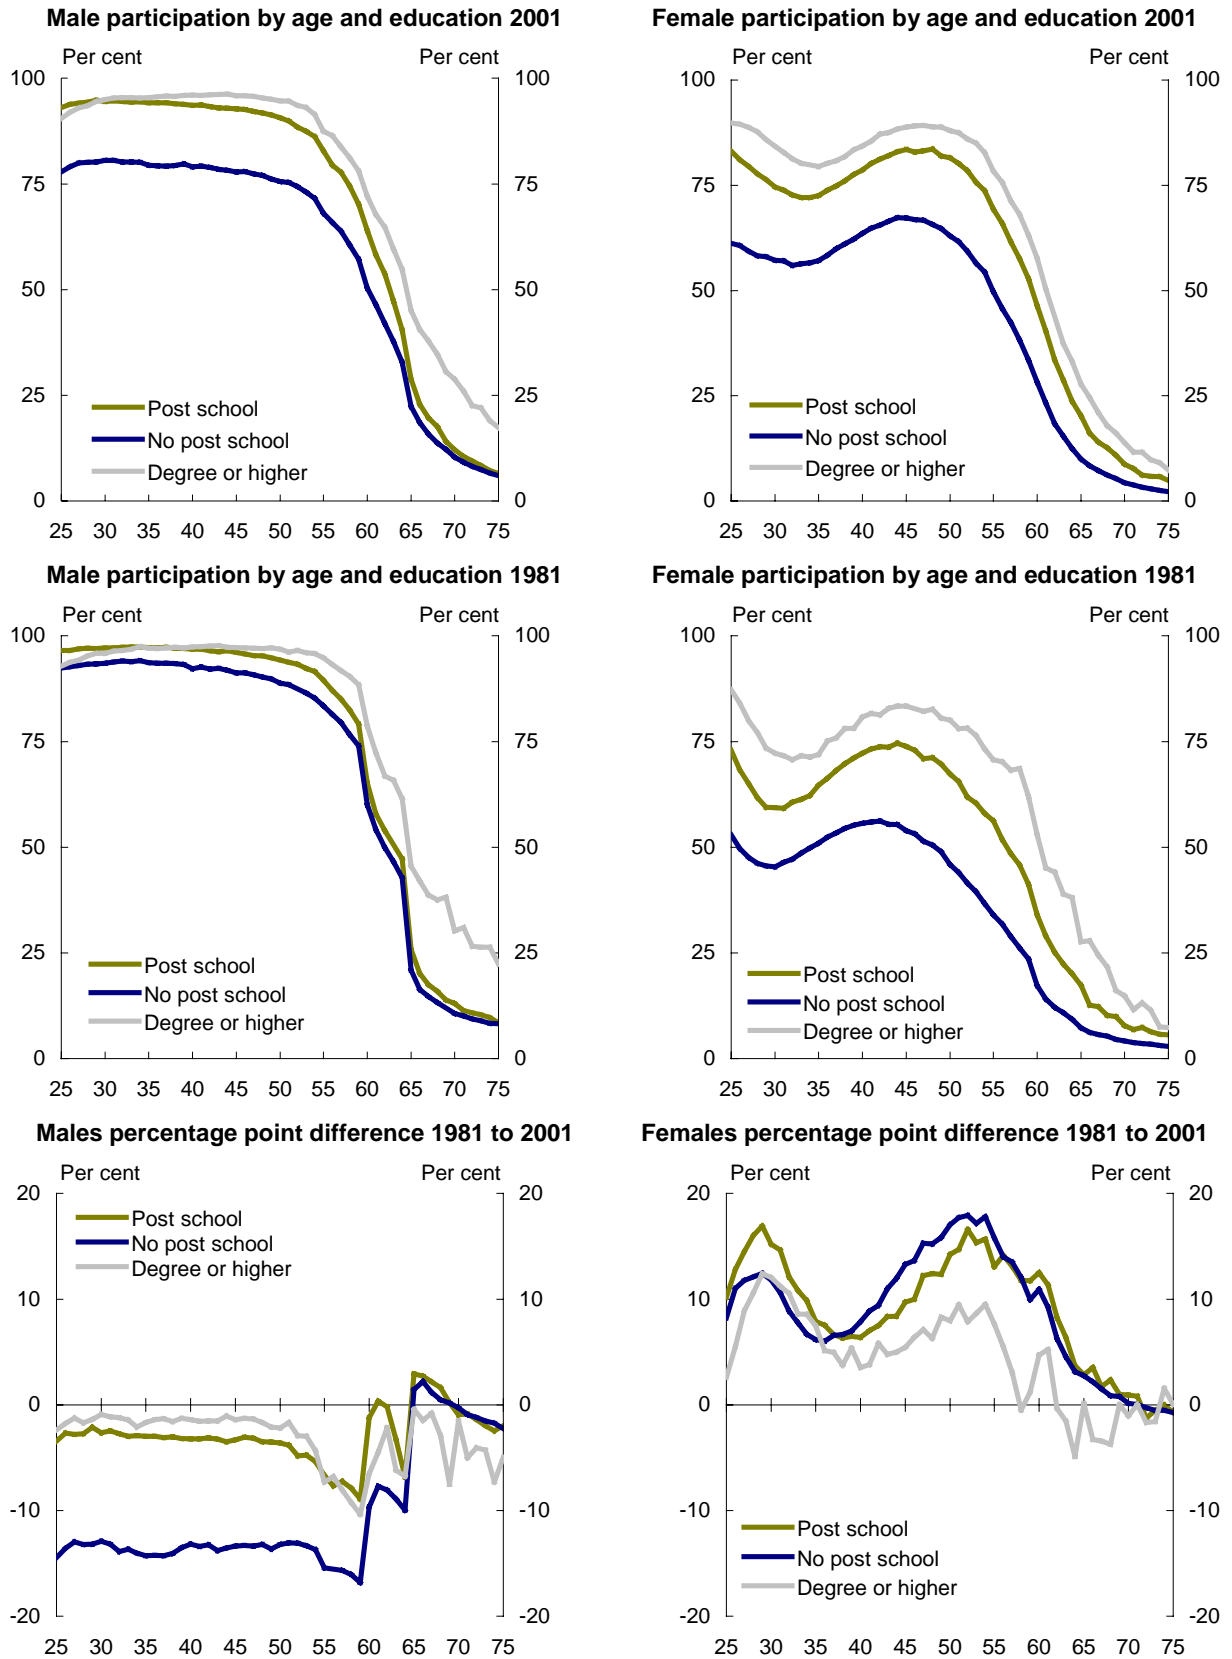 Male participation by age and education 2001
Per cent Per cent
100 100
75 75
50 50
25 25
0 0
Post school
No post school
Degree or higher
25 30 35 40 45 50 55 60 65 70 75
Female participation by age and education 2001
Per cent Per cent
100 100
75 75
50 50
25 25
0 0
Post school
No post school
Degree or higher
25 30 35 40 45 50 55 60 65 70 75
Male participation by age and education 1981
Per cent Per cent
100 100
75 75
50 50
25 25
0 0
Post school
No post school
Degree or higher
25 30 35 40 45 50 55 60 65 70 75
Female participation by age and education 1981
Per cent Per cent
100 100
75 75
50 50
25 25
0 0
Post school
No post school
Degree or higher
25 30 35 40 45 50 55 60 65 70 75
Males percentage point difference 1981 to 2001
Per cent Per cent
20 20
10 10
0 0
-10 -10
-20 -20
Post school
No post school
Degree or higher
25 30 35 40 45 50 55 60 65 70 75
Females percentage point difference 1981 to 2001
Per cent Per cent
20 20
10 10
0 0
-10 -10
-20 -20
Post school
No post school
Degree or higher
25 30 35 40 45 50 55 60 65 70 75